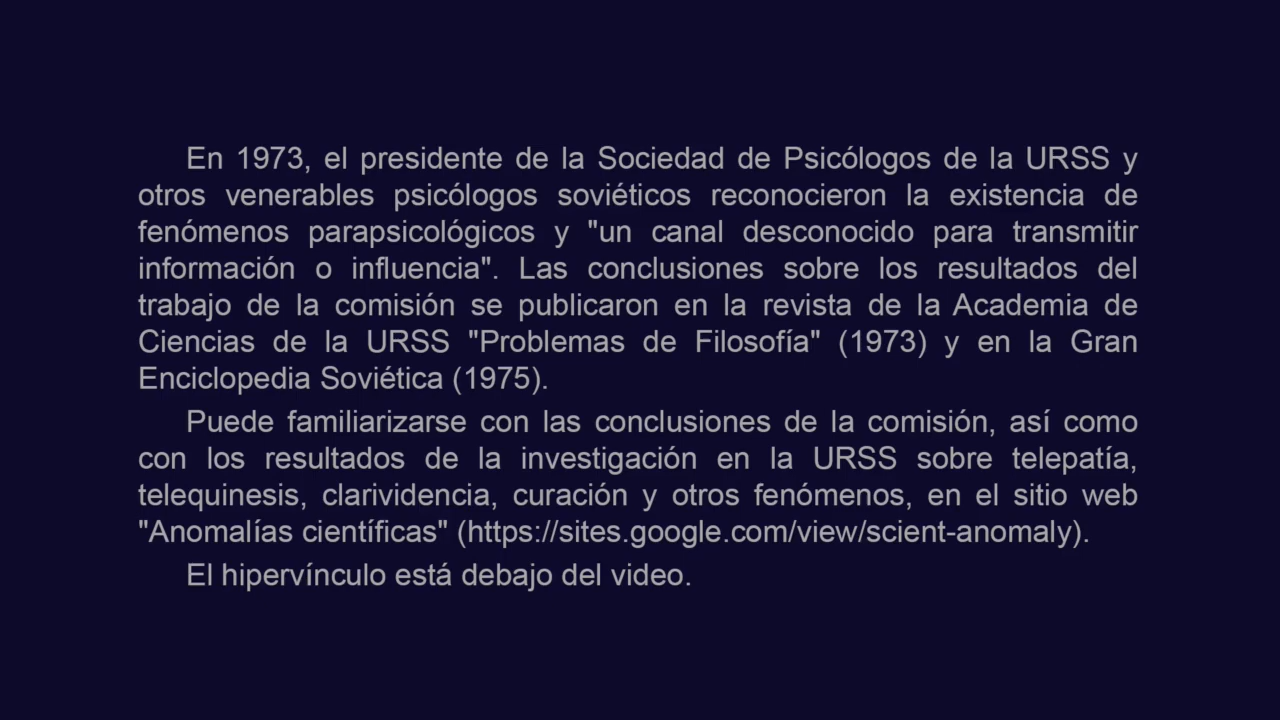 En 1973, el presidente de la Sociedad de Psicólogos de la URSS y
otros venerables psicólogos soviéticos reconocieron la existencia de
fenómenos parapsicológicos y "un canal desconocido para transmitir
información o influencia". Las conclusiones sobre los resultados del
trabajo de la comisión se publicaron en la revista de la Academia de
Ciencias de la URSS "Problemas de Filosofía" (1973) y en la Gran
Enciclopedia Soviética (1975).
Puede familiarizarse con las conclusiones de la comisión, así como
con los resultados de la investigación en la URSS sobre telepatía,
telequinesis, clarividencia, curación y otros fenómenos, en el sitio web
"Anomalías científicas" (https://sites.google.com/view/scient-anomaly).
El hipervínculo está debajo del video.